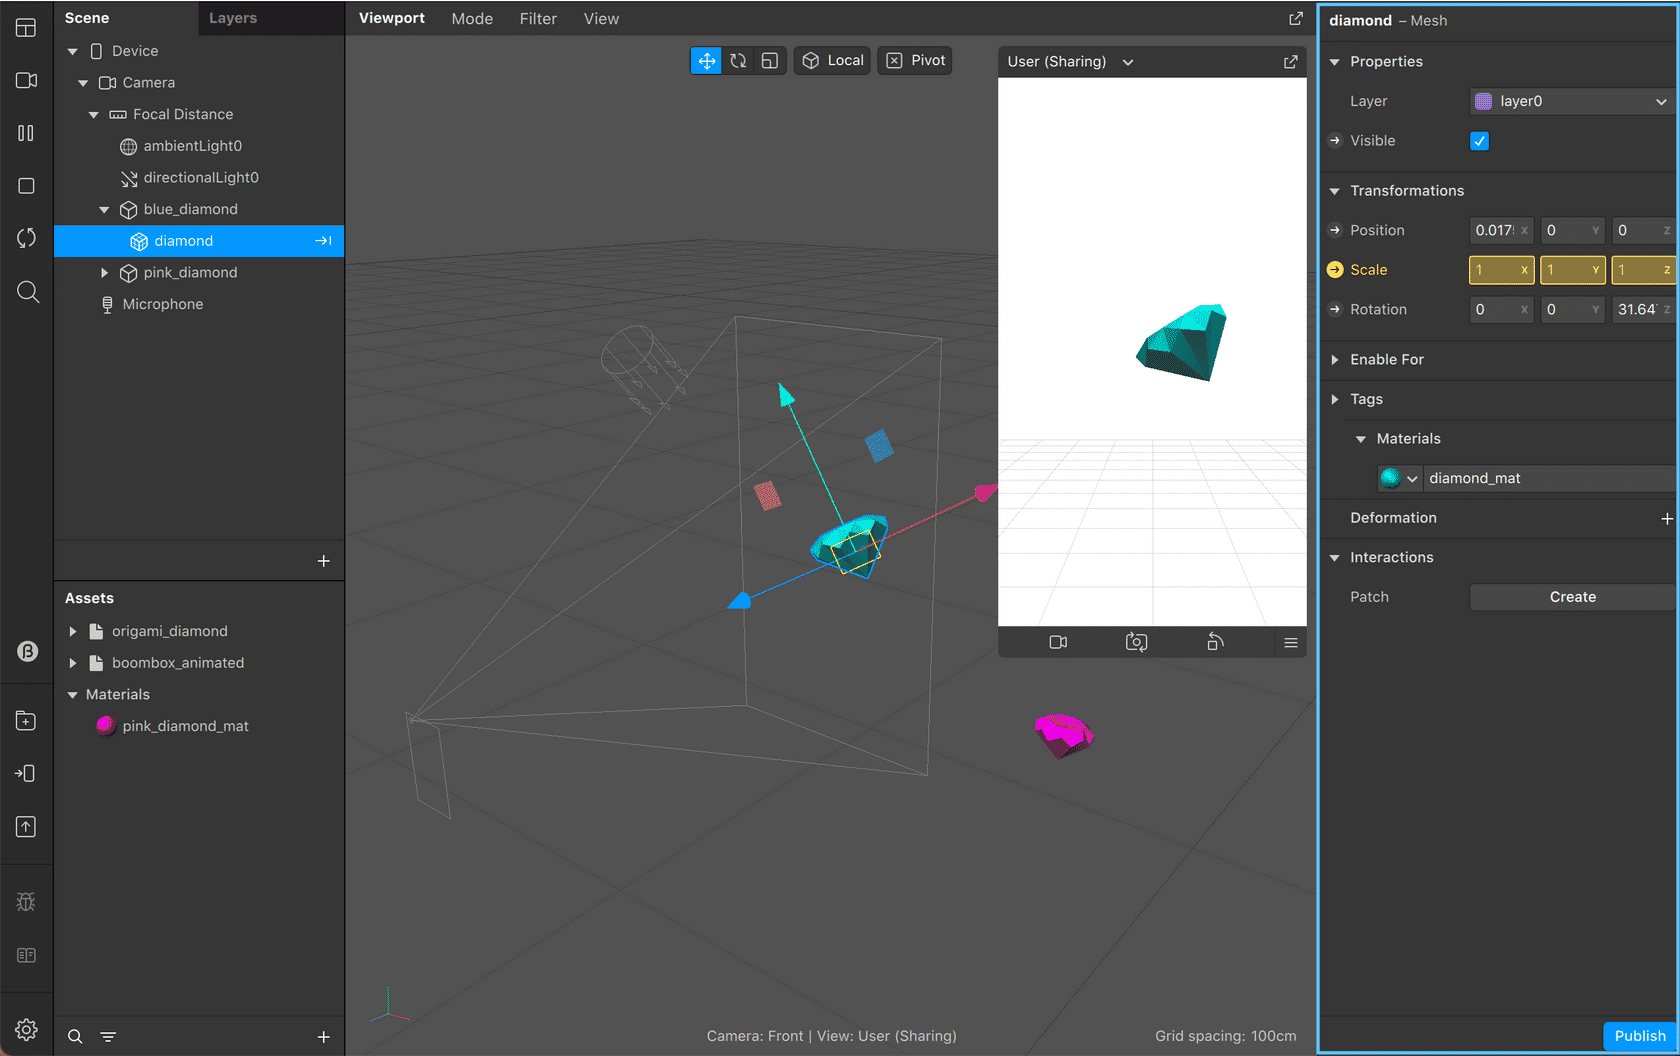 Scene
Layers
Device
Camera
Focal Distance
ambientLight0
directionalLight0
blue_diamond
diamond
pink_diamond
Microphone
Assets
origami_diamond
boombox_animated
Materials
pink_diamond_mat
β
Viewport Mode Filter View
Local Pivot
User (Sharing)
Camera: Front | View: User (Sharing)
Grid spacing: 100cm
diamond – Mesh
Properties
Layer layer0
Visible
Transformations
Position 0.017 X 0 Y 0 Z
Scale 1 X 1 Y 1 Z
Rotation 0 X 0 Y 31.64 Z
Enable For
Tags
Materials
diamond_mat
Deformation
Interactions
Patch Create
Publish